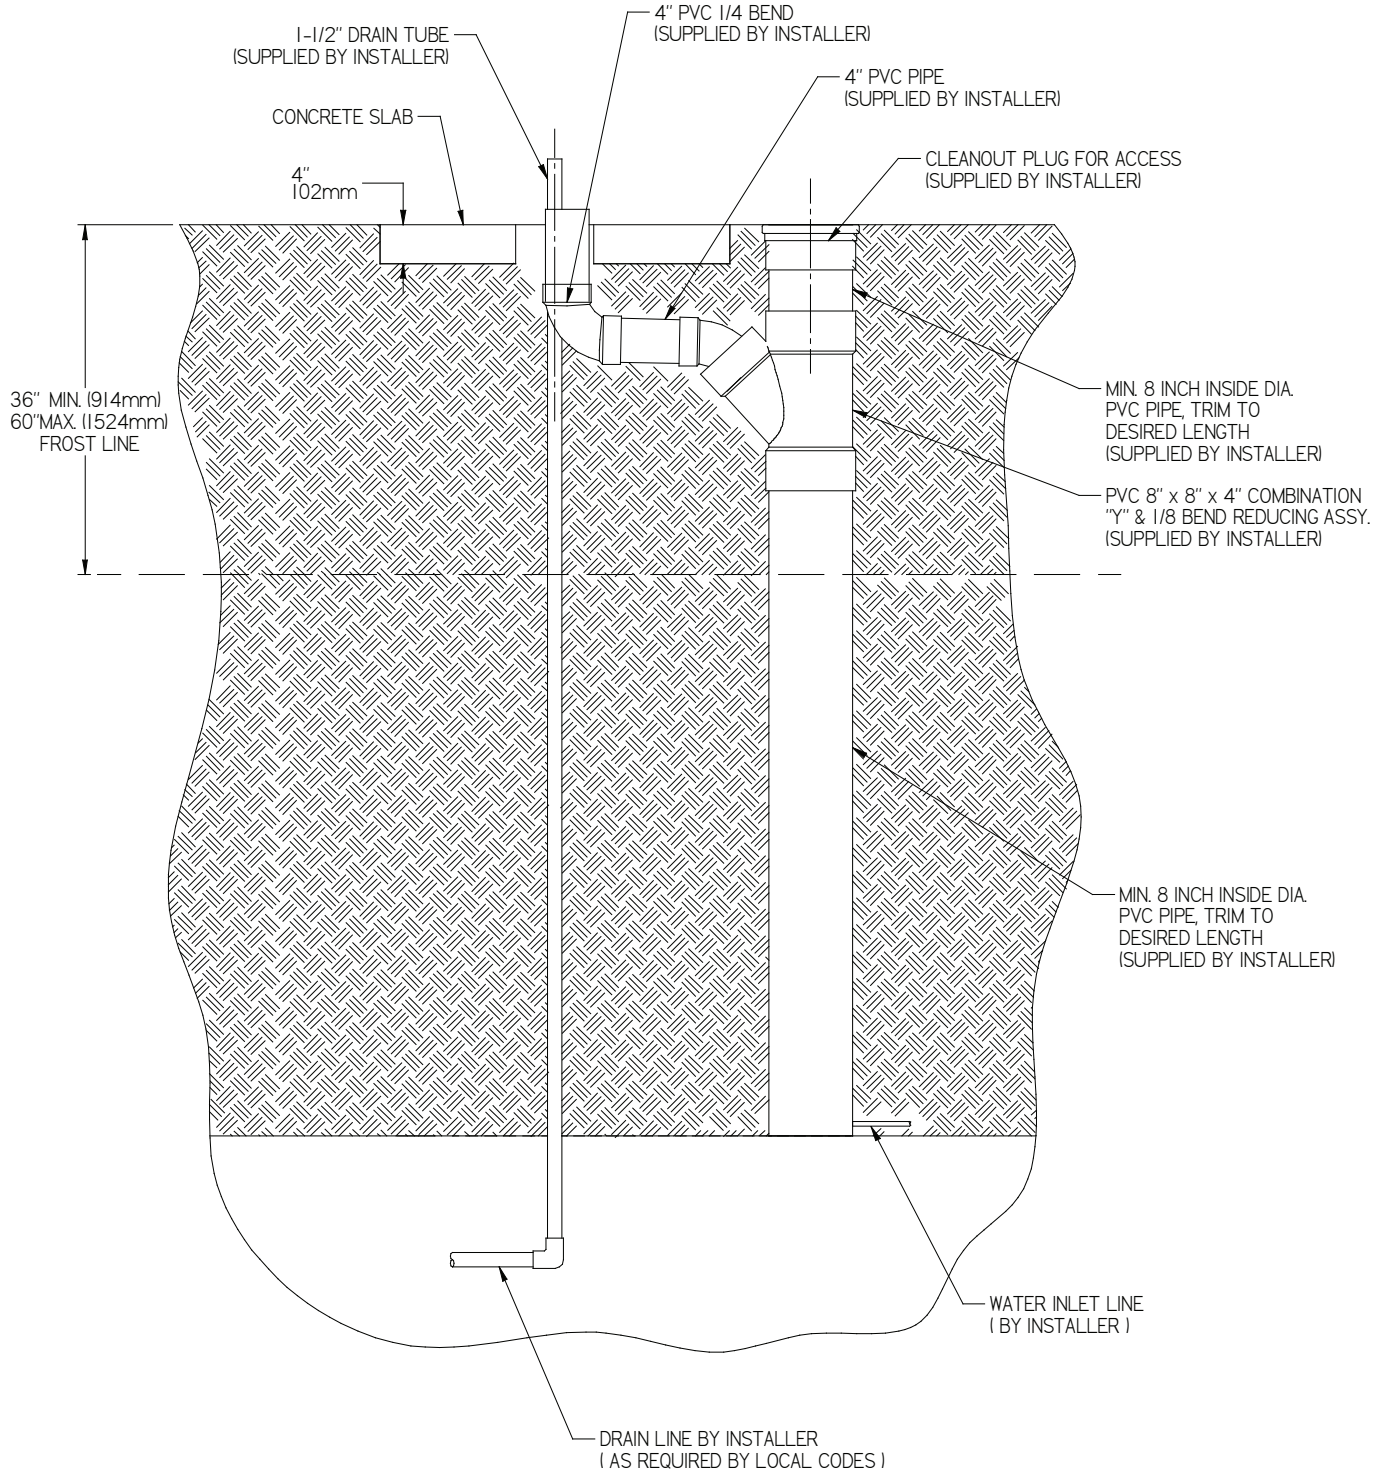 4" PVC 1/4 BEND
(SUPPLIED BY INSTALLER)
1-1/2" DRAIN TUBE
(SUPPLIED BY INSTALLER)
4" PVC PIPE
(SUPPLIED BY INSTALLER)
CONCRETE SLAB
CLEANOUT PLUG FOR ACCESS
(SUPPLIED BY INSTALLER)
4"
102mm
36" MIN. (914mm)
60"MAX. (1524mm)
FROST LINE
MIN. 8 INCH INSIDE DIA.
PVC PIPE, TRIM TO
DESIRED LENGTH
(SUPPLIED BY INSTALLER)
PVC 8" x 8" x 4" COMBINATION
"Y" & 1/8 BEND REDUCING ASSY.
(SUPPLIED BY INSTALLER)
MIN. 8 INCH INSIDE DIA.
PVC PIPE, TRIM TO
DESIRED LENGTH
(SUPPLIED BY INSTALLER)
WATER INLET LINE
( BY INSTALLER )
DRAIN LINE BY INSTALLER
( AS REQUIRED BY LOCAL CODES )